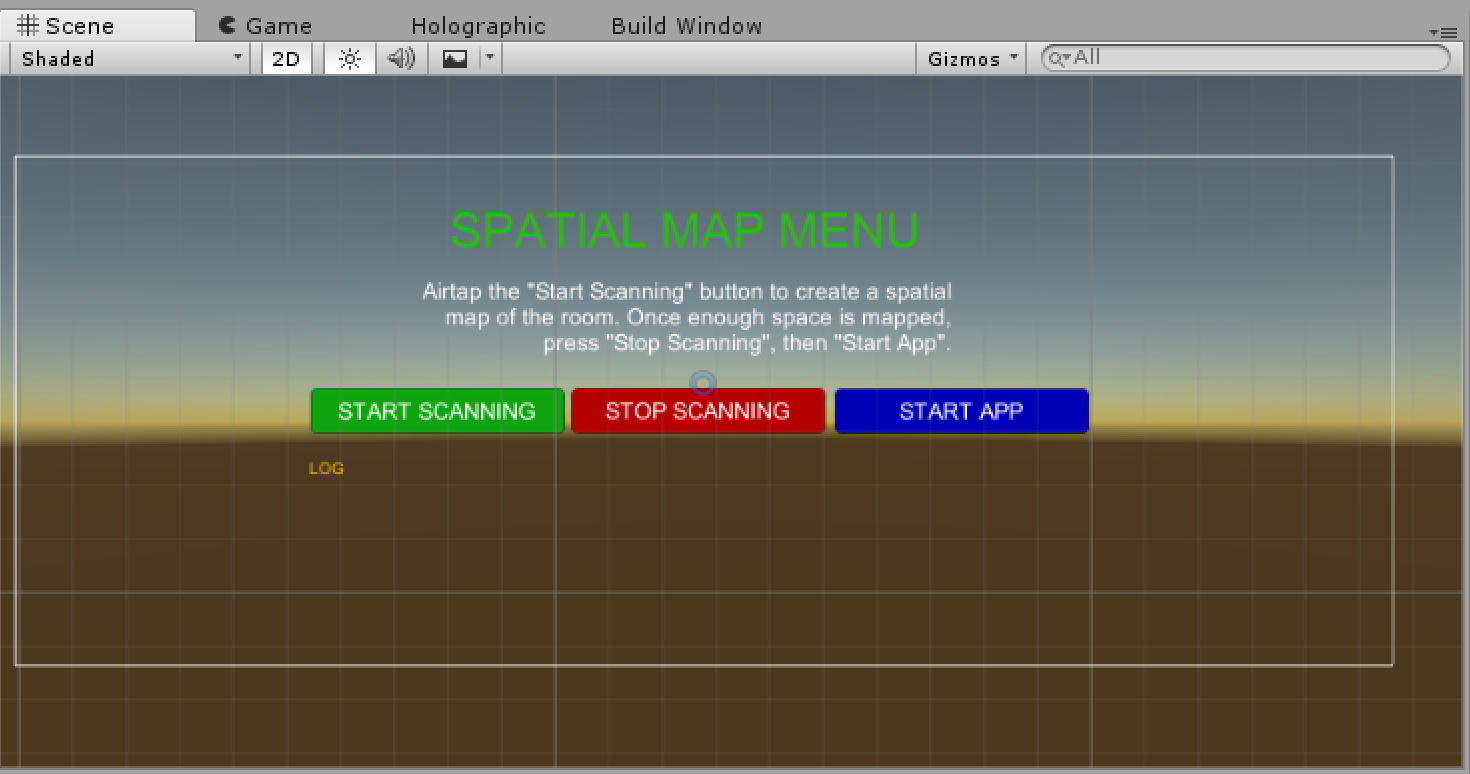 Scene Game Holographic Build Window
Shaded 2D Gizmos All
SPATIAL MAP MENU
Airtap the "Start Scanning" button to create a spatial
map of the room. Once enough space is mapped,
press "Stop Scanning", then "Start App".
START SCANNING STOP SCANNING START APP
LOG